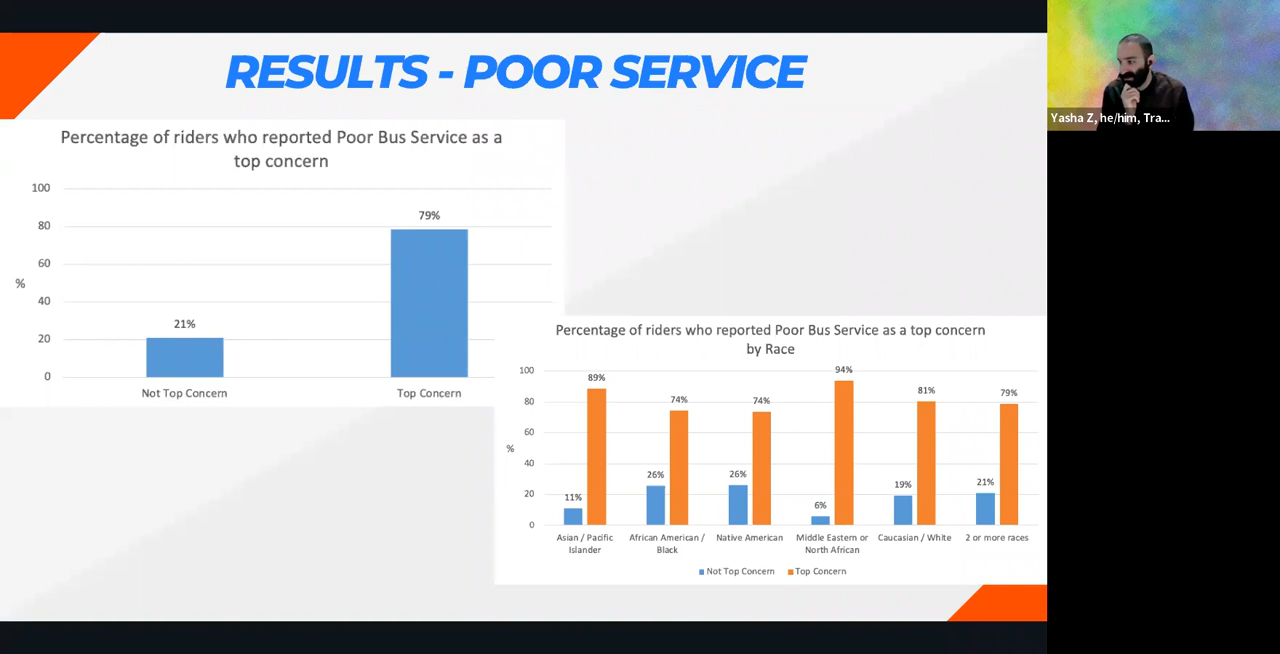 RESULTS - POOR SERVICE
Yasha Z, he/him, Tra...
Percentage of riders who reported Poor Bus Service as a
top concern
100
80
60
%
40
20
0
21%
79%
Not Top Concern
Top Concern
Percentage of riders who reported Poor Bus Service as a top concern
by Race
100
80
60
%
40
20
0
11%
89%
26%
74%
26%
74%
6%
94%
19%
81%
21%
79%
Asian / Pacific
Islander
African American /
Black
Native American
Middle Eastern or
North African
Caucasian / White
2 or more races
Not Top Concern
Top Concern